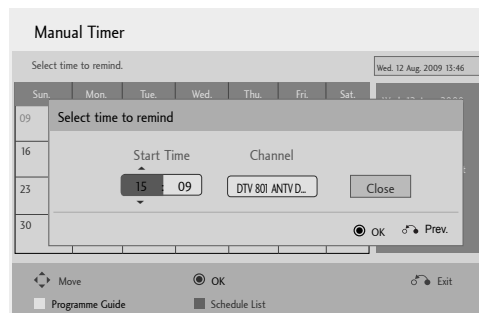 Manual Timer
Select time to remind.
Wed. 12 Aug. 2009 13:46
Sun. Mon. Tue. Wed. Thu. Fri. Sat.
09
Select time to remind
16
Start Time Channel
23
15 : 09 DTV 801 ANTV D... Close
30
OK Prev.
Move OK Exit
Programme Guide Schedule List